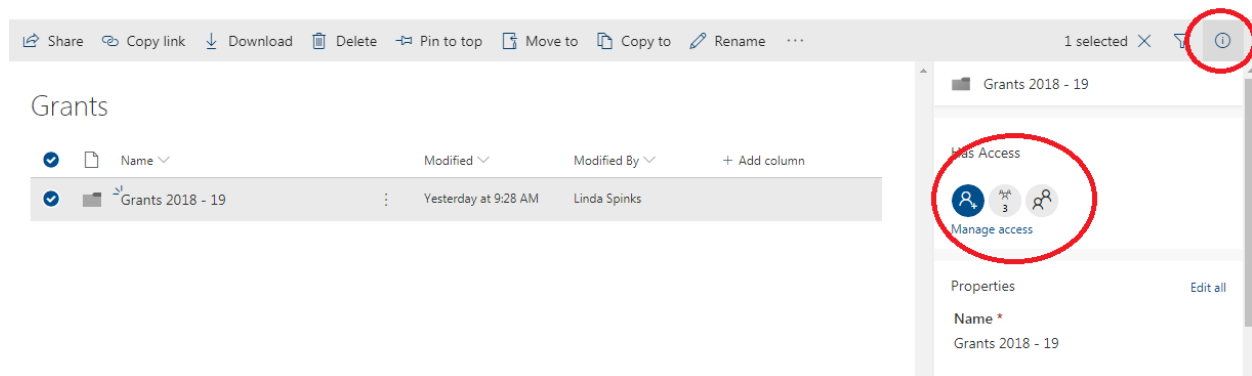 Share Copy link Download Delete Pin to top Move to Copy to Rename ··· 1 selected
Grants 2018 - 19
Grants
Has Access
Name Modified Modified By + Add column
Grants 2018 - 19 Yesterday at 9:28 AM Linda Spinks
3
Manage access
Properties Edit all
Name *
Grants 2018 - 19